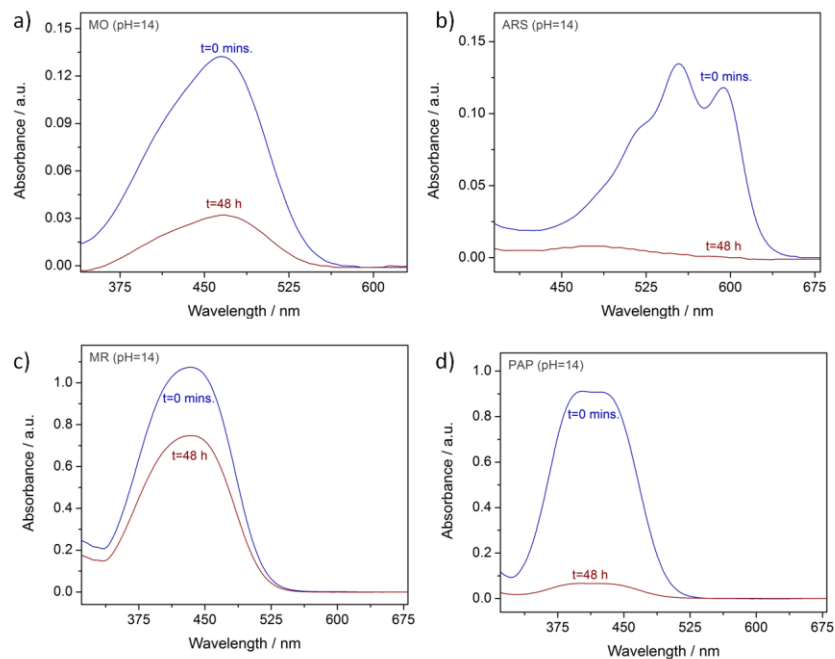 a)
MO (pH=14)
0.15
0.12
0.09
0.06
0.03
0.00
Absorbance / a.u.
t=0 mins.
t=48 h
375
450
525
600
Wavelength / nm
b)
ARS (pH=14)
0.15
0.10
0.05
0.00
Absorbance / a.u.
t=0 mins.
t=48 h
450
525
600
675
Wavelength / nm
c)
MR (pH=14)
1.0
0.8
0.6
0.4
0.2
0.0
Absorbance / a.u.
t=0 mins.
t=48 h
375
450
525
600
675
Wavelength / nm
d)
PAP (pH=14)
1.0
0.8
0.6
0.4
0.2
0.0
Absorbance / a.u.
t=0 mins.
t=48 h
375
450
525
600
675
Wavelength / nm